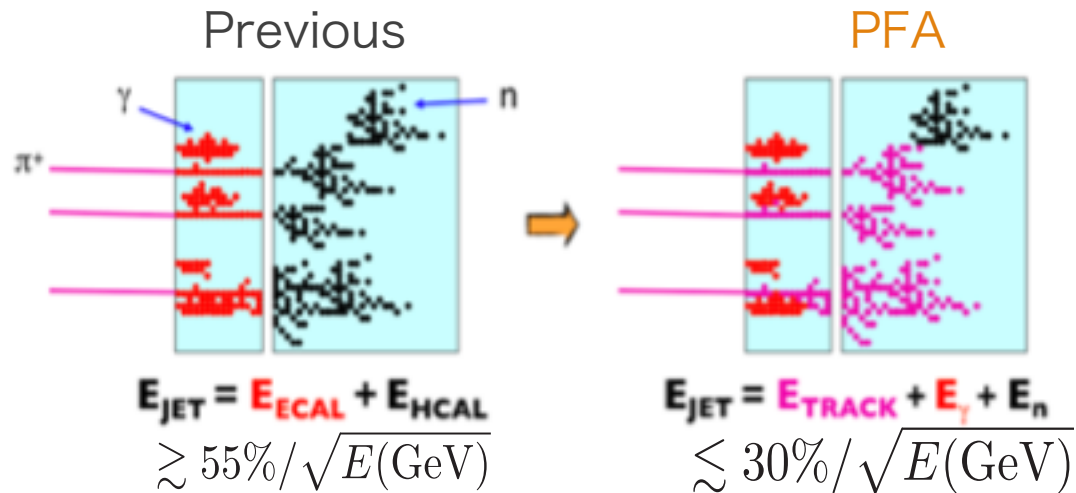 Previous
PFA
γ
n
π⁺
E_JET = E_ECAL + E_HCAL
E_JET = E_TRACK + E_γ + E_n
≳ 55%/√E(GeV)
≲ 30%/√E(GeV)